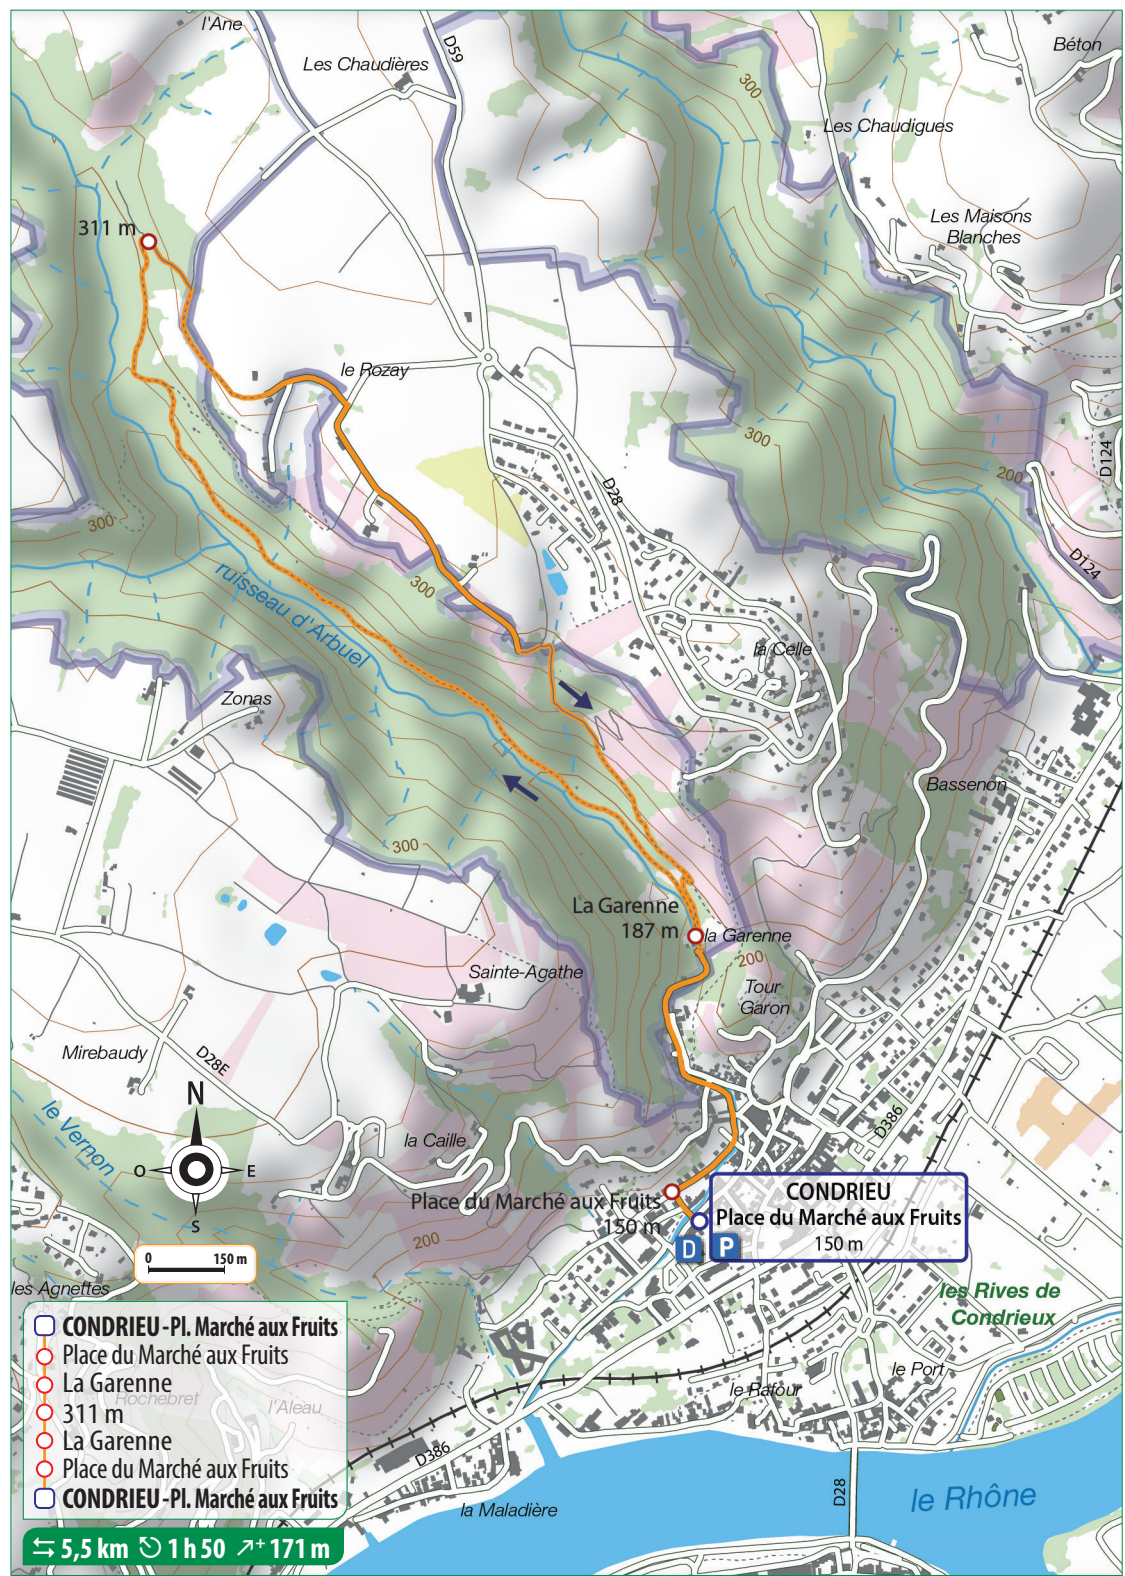 l'Ane
D59
Béton
Les Chaudières
300
Les Chaudigues
Les Maisons
Blanches
311 m
le Rozay
300
D124
200
D28
300
D124
300
ruisseau d'Arbuel
la Celle
Zonas
Bassenon
300
La Garenne
187 m
la Garenne
200
Sainte-Agathe
Tour
Garon
Mirebaudy
D28E
N
le Vernon
O
E
S
la Caille
D386
Place du Marché aux Fruits
150 m
CONDRIEU
Place du Marché aux Fruits
150 m
D
P
200
0
150 m
les Agnettes
les Rives de
Condrieux
CONDRIEU - Pl. Marché aux Fruits
Place du Marché aux Fruits
La Garenne
Rochebret
l'Aleau
311 m
La Garenne
Place du Marché aux Fruits
CONDRIEU - Pl. Marché aux Fruits
le Port
le Rafour
D386
D28
le Rhône
la Maladière
5,5 km 1 h 50 + 171 m